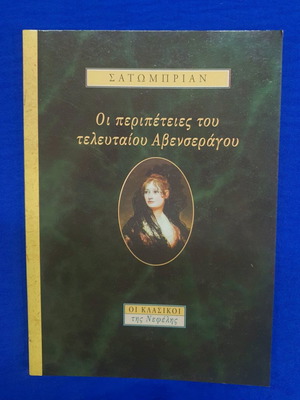 ΣΑΤΩΜΠΡΙΑΝ
Οι περιπέτειες του
τελευταίου Αβενσεράγου
ΟΙ ΚΛΑΣΙΚΟΙ
της Νεφέλης